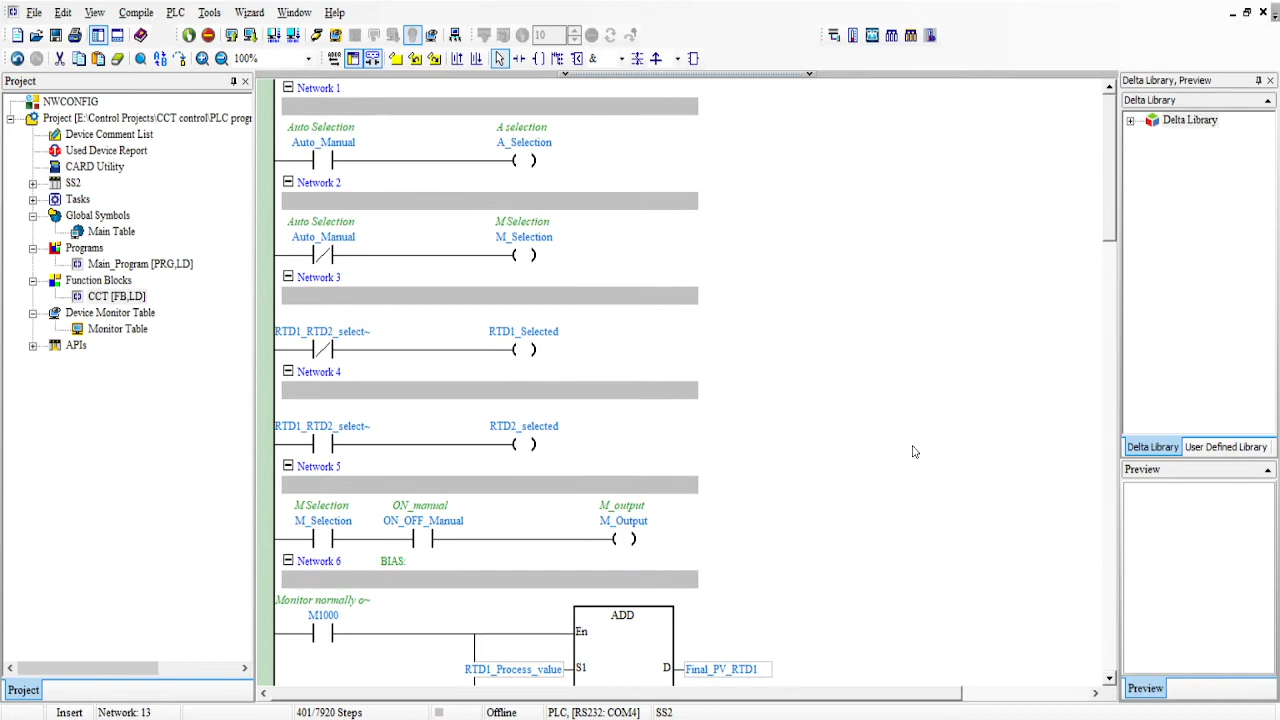 File Edit View Compile PLC Tools Wizard Window Help
10
100%
&
Project
NWCONFIG
Project [E:\Control Projects\CCT control\PLC progr
Device Comment List
Used Device Report
CARD Utility
SS2
Tasks
Global Symbols
Main Table
Programs
Main_Program [PRG,LD]
Function Blocks
CCT [FB,LD]
Device Monitor Table
Monitor Table
APIs
Project
Network 1
Auto Selection A selection
Auto_Manual A_Selection
Network 2
Auto Selection M Selection
Auto_Manual M_Selection
Network 3
RTD1_RTD2_select~ RTD1_Selected
Network 4
RTD1_RTD2_select~ RTD2_selected
Network 5
M Selection ON_manual M_output
M_Selection ON_OFF_Manual M_Output
Network 6 BIAS:
Monitor normally o~
M1000 ADD
En
RTD1_Process_value S1 D Final_PV_RTD1
Delta Library, Preview
Delta Library
Delta Library
Delta Library User Defined Library
Preview
Preview
Insert Network: 13 401/7920 Steps Offline PLC, [RS232: COM4] SS2